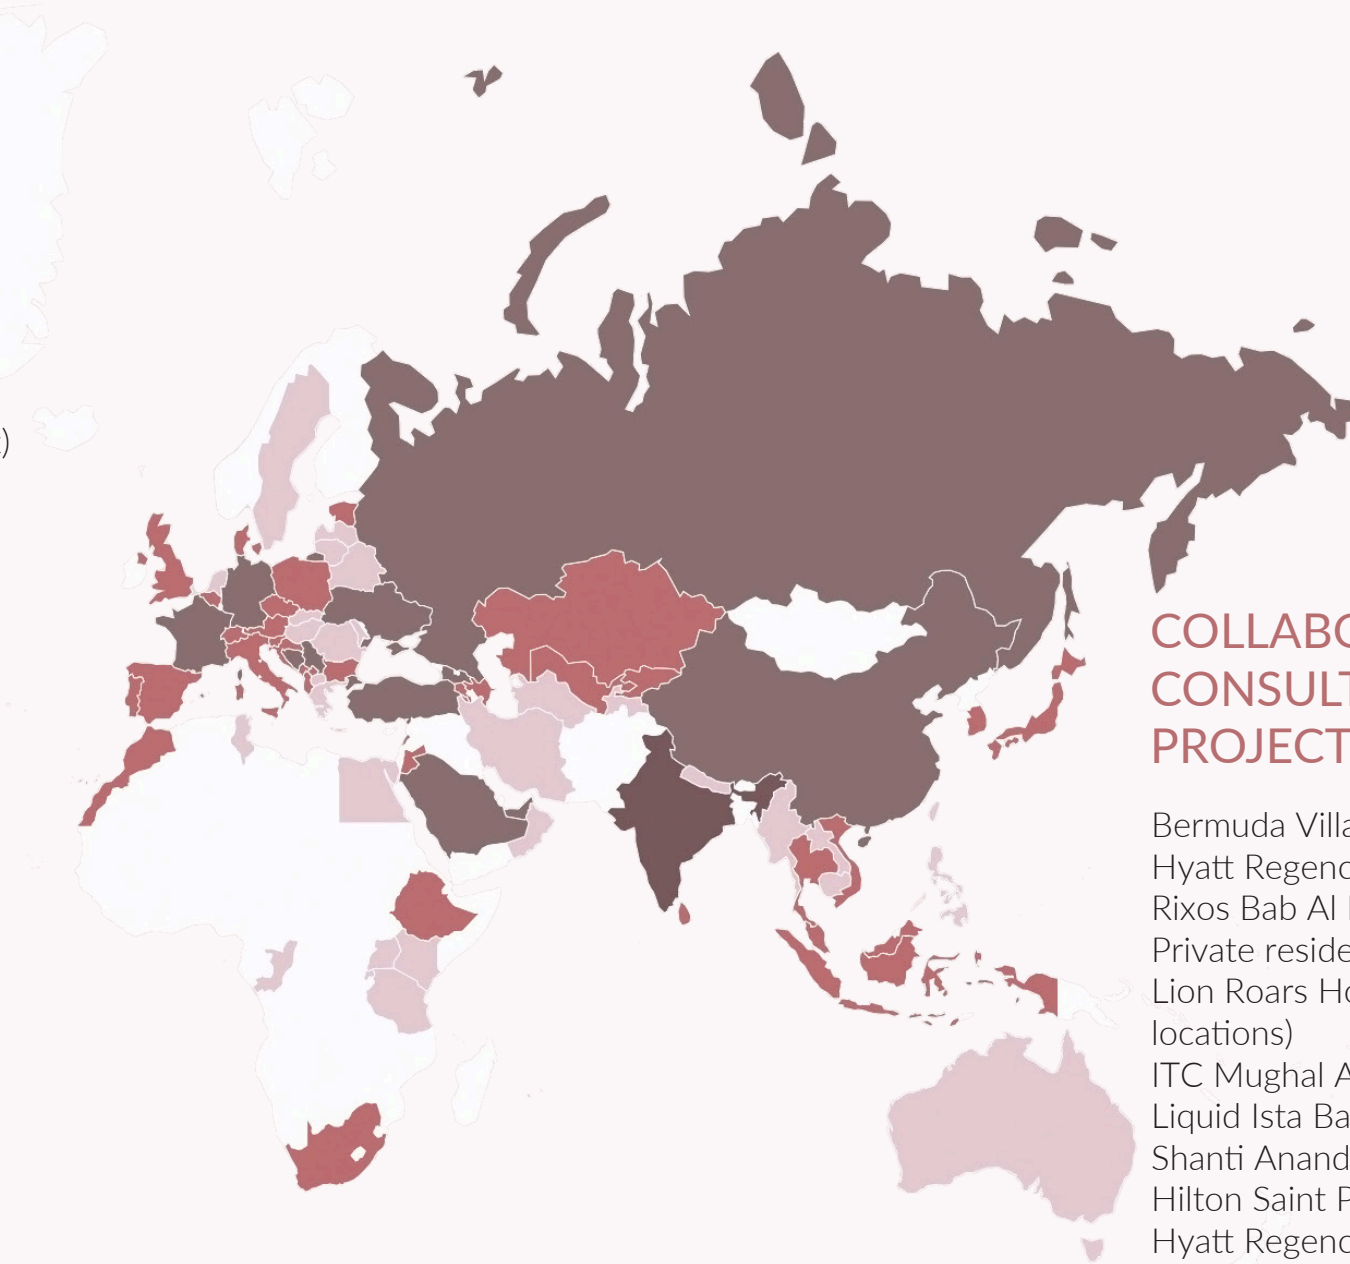 )
COLLABO
CONSULT
PROJECT
Bermuda Villa
Hyatt Regenc
Rixos Bab Al
Private reside
Lion Roars Ho
locations)
ITC Mughal A
Liquid Ista Ba
Shanti Anand
Hilton Saint P
Hyatt Regenc